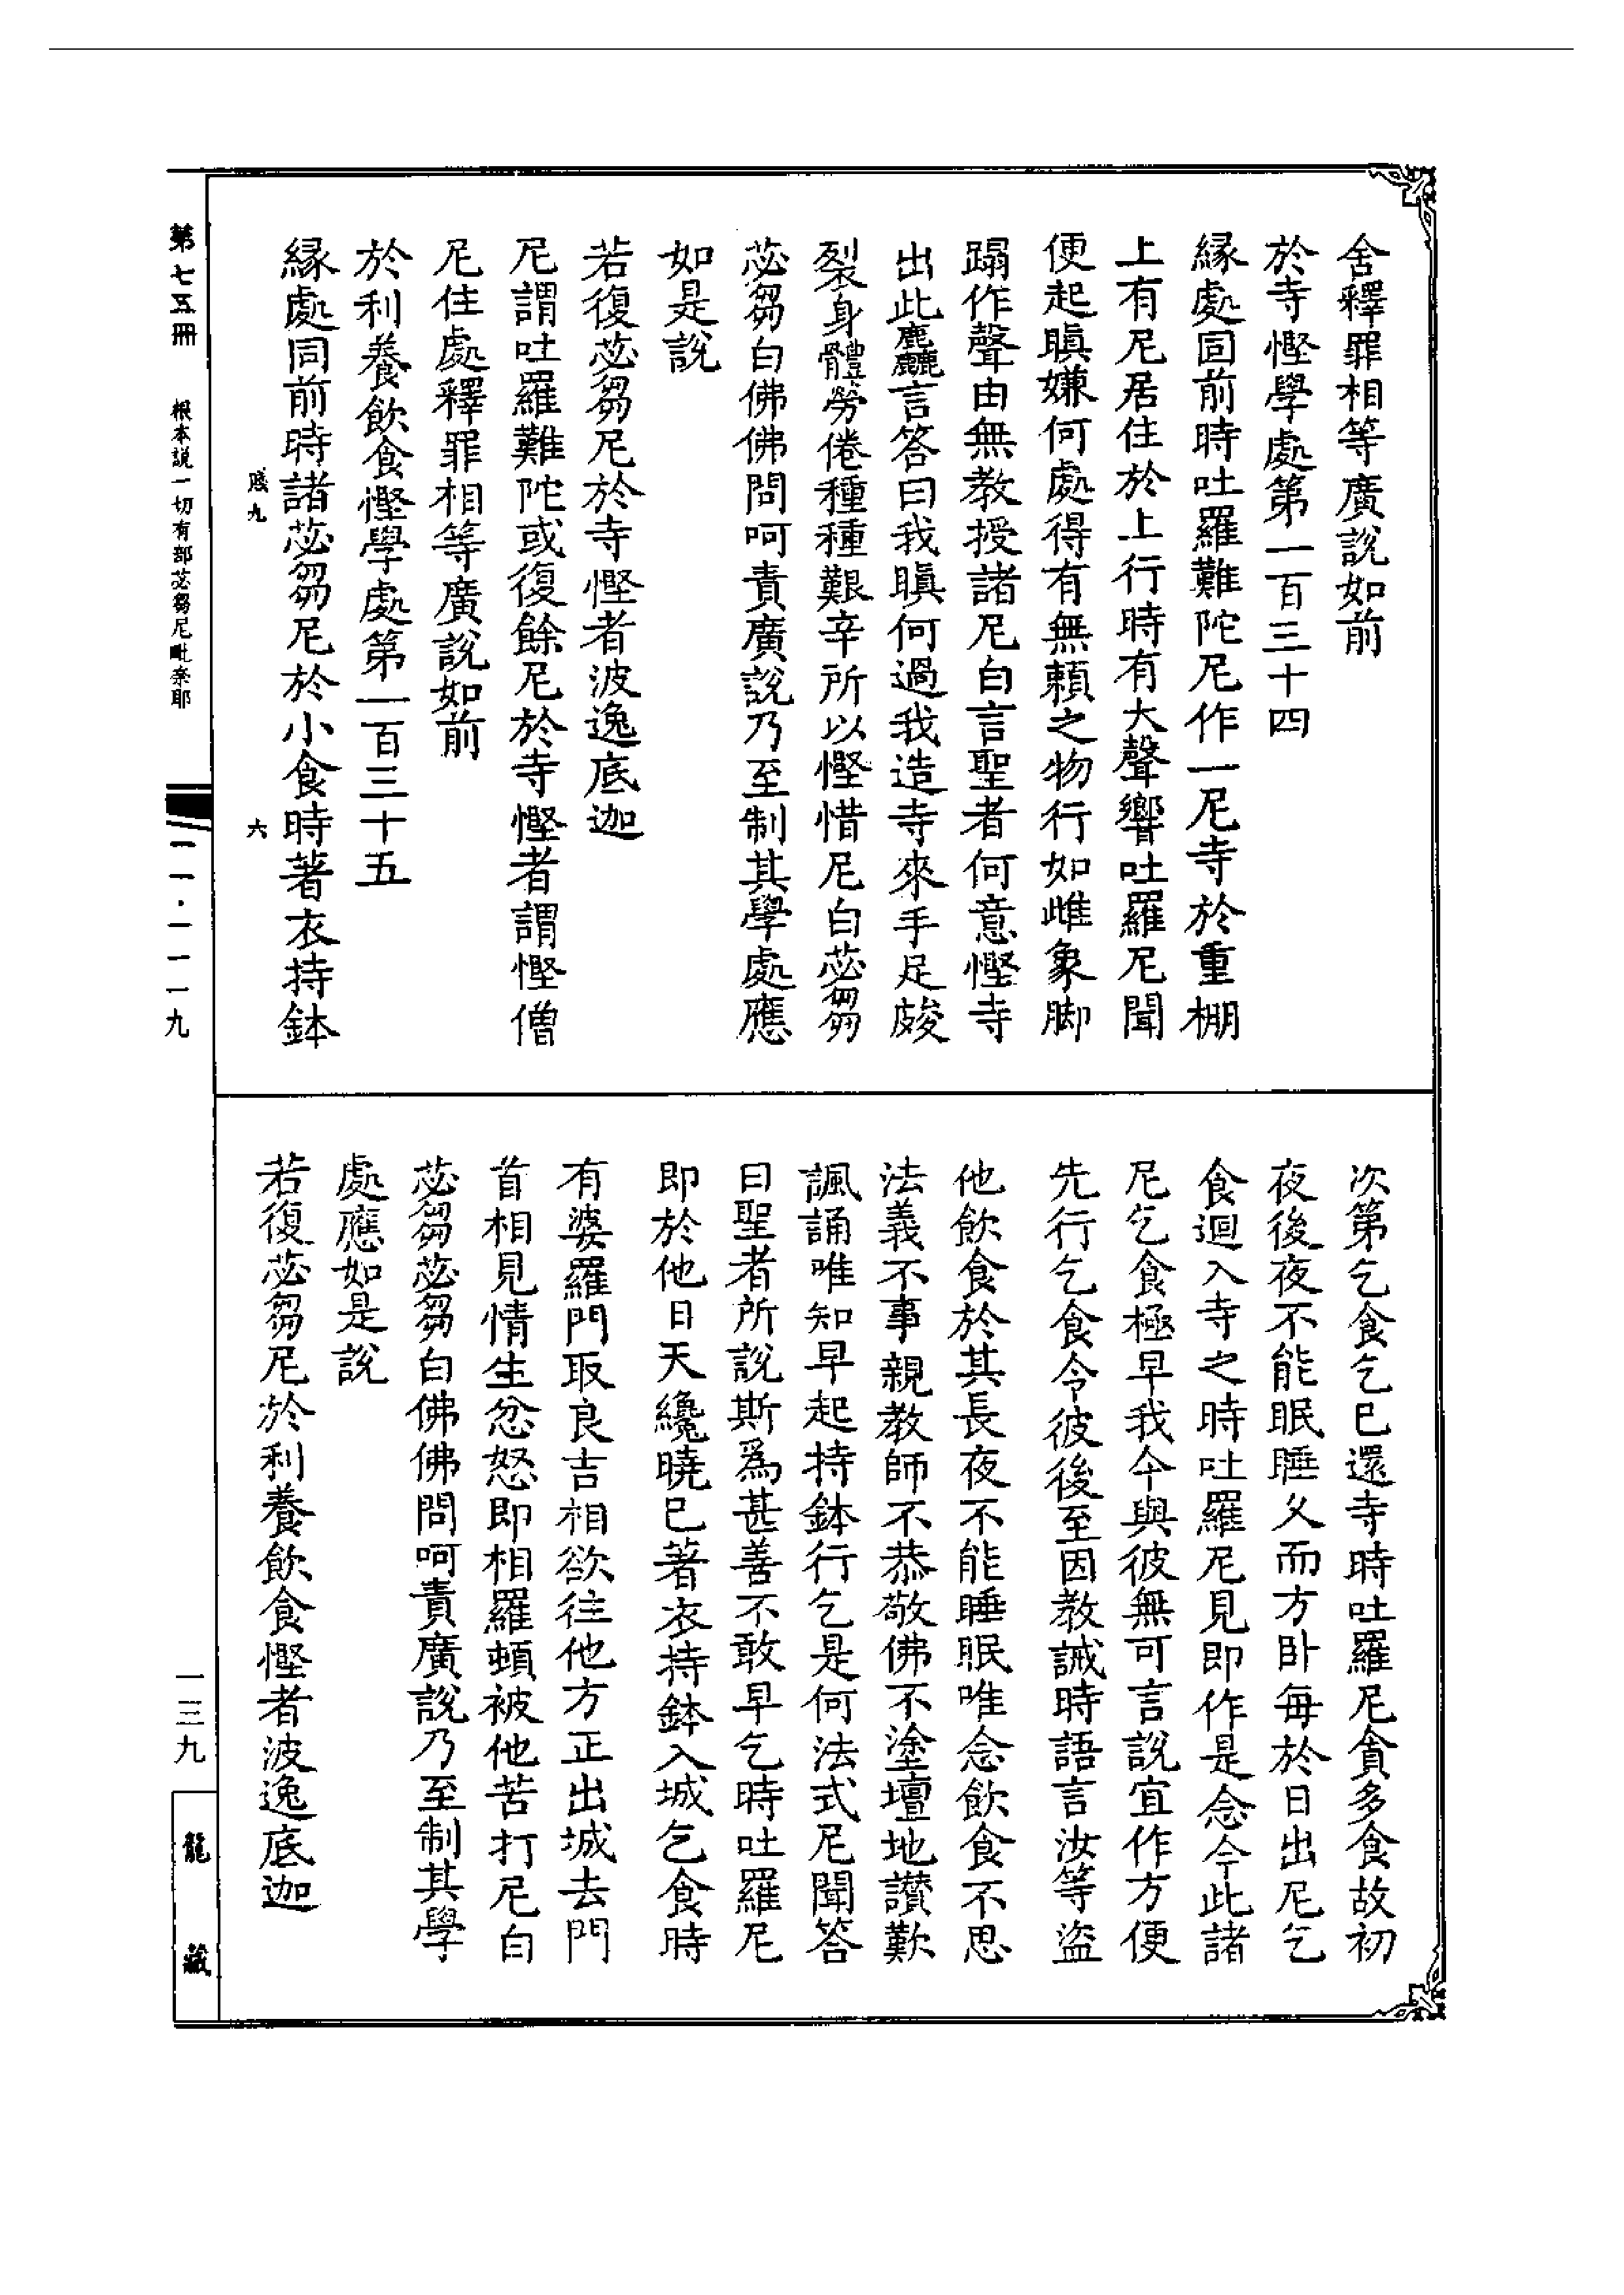 舍釋罪相等廣說如前
於寺慳學處第一百三十四
緣處同前時吐羅難陀尼作一尼寺於重棚
上有尼居住於上行時有大聲響吐羅尼聞
便起瞋嫌何處得有無賴之物行如雌象脚
蹋作聲由無教授諸尼白言聖者何意慳寺
出此麤言答曰我瞋何過我造寺來手足皴
裂身體勞倦種種艱辛所以慳惜尼白苾芻
苾芻白佛佛問呵責廣說乃至制其學處應
如是說
若復苾芻尼於寺慳者波逸底迦
尼謂吐羅難陀或復餘尼於寺慳者謂慳僧
尼住處釋罪相等廣說如前
於利養飲食慳學處第一百三十五
緣處同前時諸苾芻尼於小食時著衣持鉢
次第乞食乞已還寺時吐羅尼貪多食故初
夜後夜不能眠睡久而方卧每於日出尼乞
食迴入寺之時吐羅尼見即作是念今此諸
尼乞食極早我今與彼無可言說宜作方便
先行乞食令彼後至因教誡時語言汝等盜
他飲食於其長夜不能睡眠唯念飲食不思
法義不事親教師不恭敬佛不塗壇地讚歎
諷誦唯知早起持鉢行乞是何法式尼聞答
曰聖者所說斯爲甚善不敢早乞時吐羅尼
即於他日天纔曉已著衣持鉢入城乞食時
有婆羅門取良吉相欲往他方正出城去門
首相見情生忿怒即相羅頓被他苦打尼白
苾芻苾芻白佛佛問呵責廣說乃至制其學
處應如是說
若復苾芻尼於利養飲食慳者波逸底迦
第七五冊 根本說一切有部苾芻尼毗奈耶
九
六
一三九
龍藏